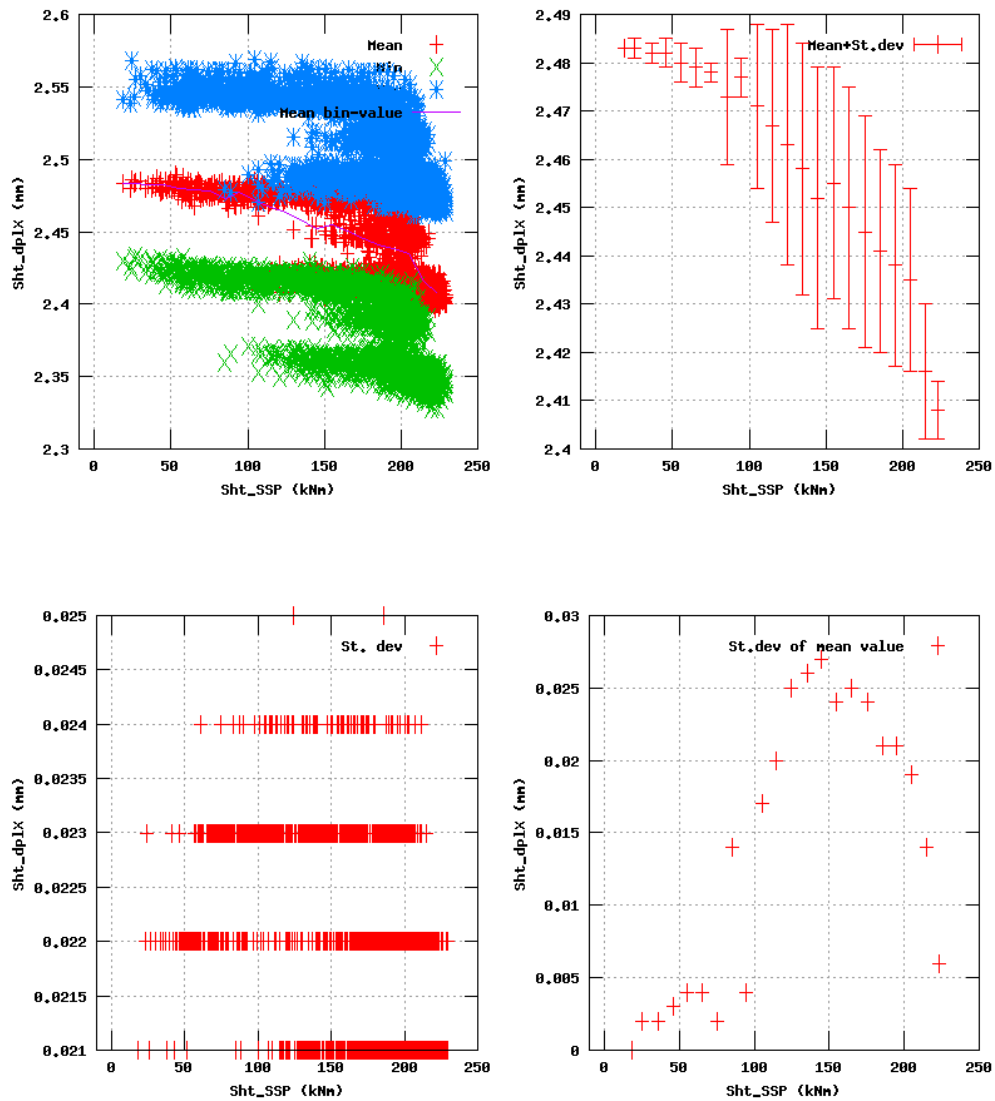 2.6
2.55
2.5
2.45
2.4
2.35
2.3
0 50 100 150 200 250
Sht_dplX (mm)
Sht_SSP (kNm)
Mean
Min
Mean bin-value
2.49
2.48
2.47
2.46
2.45
2.44
2.43
2.42
2.41
2.4
0 50 100 150 200 250
Sht_dplX (mm)
Sht_SSP (kNm)
Mean+St.dev
0.025
0.0245
0.024
0.0235
0.023
0.0225
0.022
0.0215
0.021
0 50 100 150 200 250
Sht_dplX (mm)
Sht_SSP (kNm)
St. dev
0.03
0.025
0.02
0.015
0.01
0.005
0
0 50 100 150 200 250
Sht_dplX (mm)
Sht_SSP (kNm)
St.dev of mean value